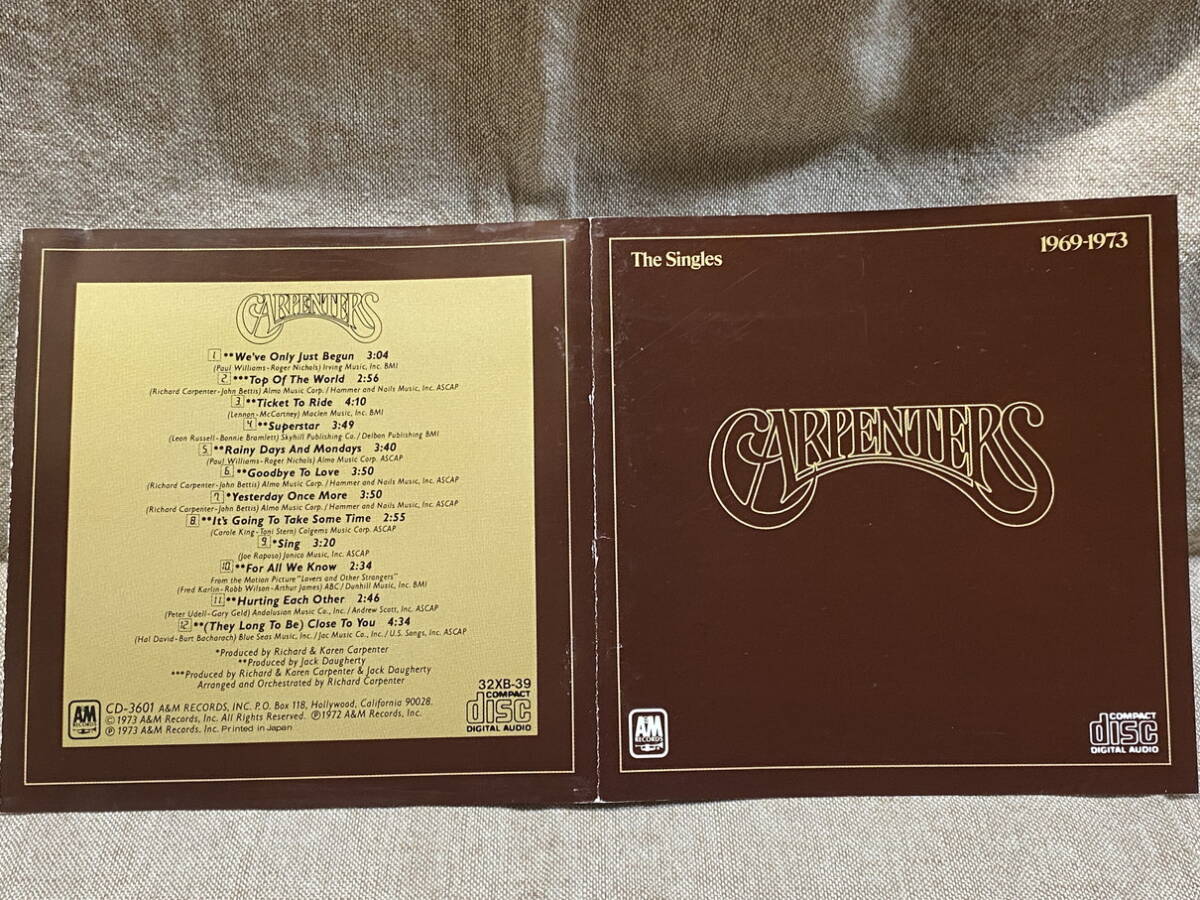 CARPENTERS
1 **We've Only Just Begun 3:04
(Paul Williams-Roger Nichols) Irving Music, Inc. BMI
2 ***Top Of The World 2:56
(Richard Carpenter-John Bettis) Almo Music Corp./Hammer and Nails Music, Inc. ASCAP
3 **Ticket To Ride 4:10
(Lennon-McCartney) Maclen Music, Inc. BMI
4 **Superstar 3:49
(Leon Russell-Bonnie Bramlett) Skyhill Publishing Co./Delbon Publishing BMI
5 **Rainy Days And Mondays 3:40
(Paul Williams-Roger Nichols) Almo Music Corp. ASCAP
6 **Goodbye To Love 3:50
(Richard Carpenter-John Bettis) Almo Music Corp./Hammer and Nails Music, Inc. ASCAP
7 *Yesterday Once More 3:50
(Richard Carpenter-John Bettis) Almo Music Corp./Hammer and Nails Music, Inc. ASCAP
8 **It's Going To Take Some Time 2:55
(Carole King-Toni Stern) Colgems Music Corp. ASCAP
9 *Sing 3:20
(Joe Raposo) Jonico Music, Inc. ASCAP
10 **For All We Know 2:34
From the Motion Picture "Lovers and Other Strangers"
(Fred Karlin-Robb Wilson-Arthur James) ABC/Dunhill Music, Inc. BMI
11 **Hurting Each Other 2:46
(Peter Udell-Gary Geld) Andalusian Music Co., Inc./Andrew Scott, Inc. ASCAP
12 **(They Long To Be) Close To You 4:34
(Hal David-Burt Bacharach) Blue Seas Music, Inc./Jac Music Co., Inc./U.S. Songs, Inc. ASCAP
*Produced by Richard & Karen Carpenter
**Produced by Jack Daugherty
***Produced by Richard & Karen Carpenter & Jack Daugherty
Arranged and Orchestrated by Richard Carpenter
32XB-39
A&M RECORDS
CD-3601 A&M RECORDS, INC. P.O. Box 118, Hollywood, California 90028.
©1973 A&M Records, Inc. All Rights Reserved. ℗1972 A&M Records, Inc.
℗1973 A&M Records, Inc. Printed in Japan
COMPACT
disc
DIGITAL AUDIO
The Singles
1969-1973
CARPENTERS
A&M
RECORDS
COMPACT
disc
DIGITAL AUDIO